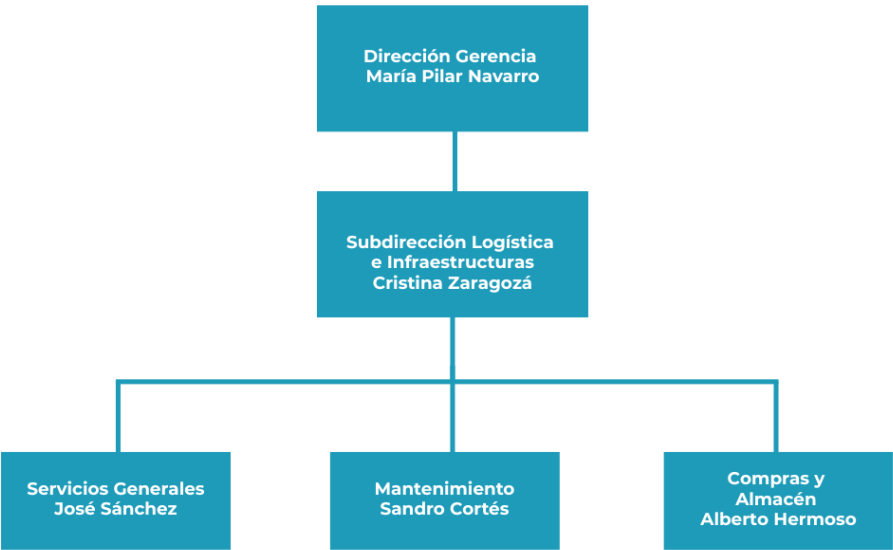 Dirección Gerencia
María Pilar Navarro
Subdirección Logística
e Infraestructuras
Cristina Zaragozá
Servicios Generales
José Sánchez
Mantenimiento
Sandro Cortés
Compras y
Almacén
Alberto Hermoso